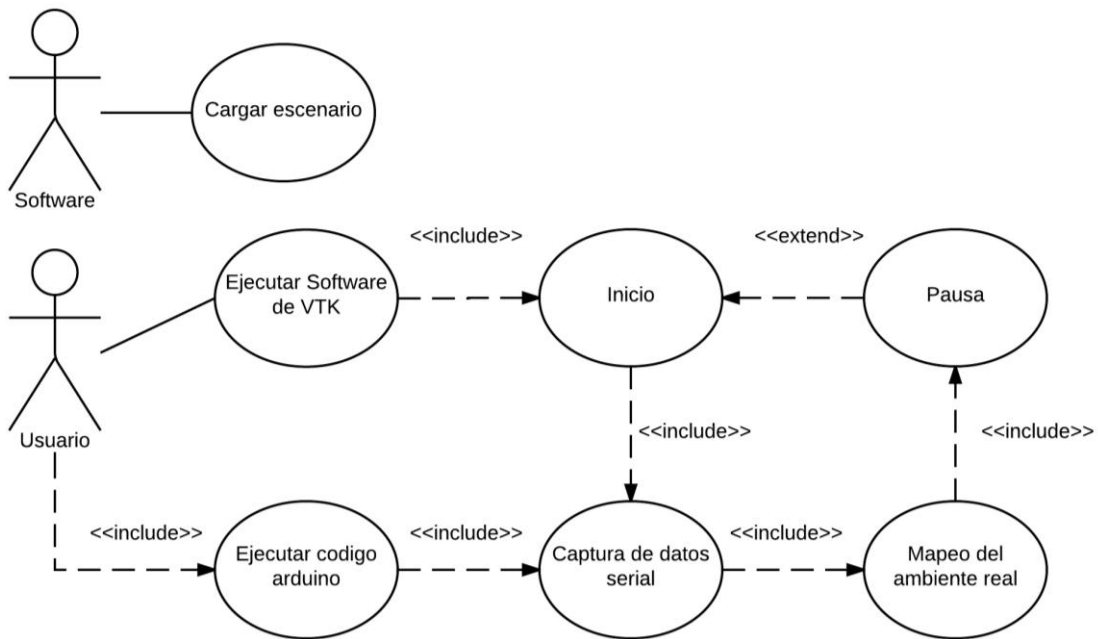 Cargar escenario
Software
<<include>>
<<extend>>
Ejecutar Software
de VTK
Inicio
Pausa
Usuario
<<include>>
<<include>>
<<include>>
<<include>>
<<include>>
Ejecutar codigo
arduino
Captura de datos
serial
Mapeo del
ambiente real